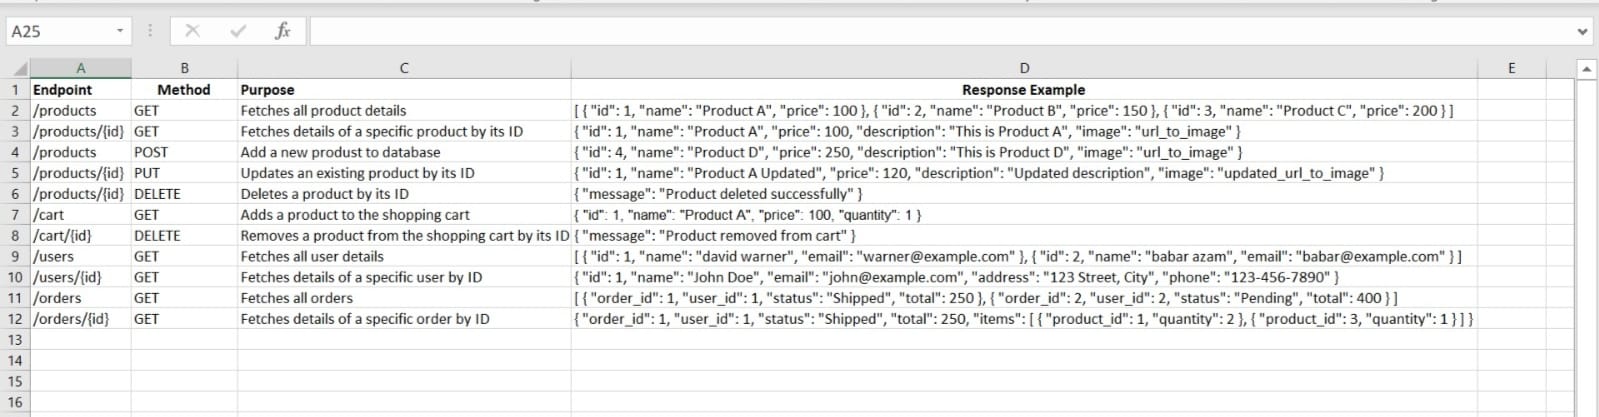 A25 fx
A B C D E
1 Endpoint Method Purpose Response Example
2 /products GET Fetches all product details [ { "id": 1, "name": "Product A", "price": 100 }, { "id": 2, "name": "Product B", "price": 150 }, { "id": 3, "name": "Product C", "price": 200 } ]
3 /products/{id} GET Fetches details of a specific product by its ID { "id": 1, "name": "Product A", "price": 100, "description": "This is Product A", "image": "url_to_image" }
4 /products POST Add a new produst to database { "id": 4, "name": "Product D", "price": 250, "description": "This is Product D", "image": "url_to_image" }
5 /products/{id} PUT Updates an existing product by its ID { "id": 1, "name": "Product A Updated", "price": 120, "description": "Updated description", "image": "updated_url_to_image" }
6 /products/{id} DELETE Deletes a product by its ID { "message": "Product deleted successfully" }
7 /cart GET Adds a product to the shopping cart { "id": 1, "name": "Product A", "price": 100, "quantity": 1 }
8 /cart/{id} DELETE Removes a product from the shopping cart by its ID { "message": "Product removed from cart" }
9 /users GET Fetches all user details [ { "id": 1, "name": "david warner", "email": "warner@example.com" }, { "id": 2, "name": "babar azam", "email": "babar@example.com" } ]
10 /users/{id} GET Fetches details of a specific user by ID { "id": 1, "name": "John Doe", "email": "john@example.com", "address": "123 Street, City", "phone": "123-456-7890" }
11 /orders GET Fetches all orders [ { "order_id": 1, "user_id": 1, "status": "Shipped", "total": 250 }, { "order_id": 2, "user_id": 2, "status": "Pending", "total": 400 } ]
12 /orders/{id} GET Fetches details of a specific order by ID { "order_id": 1, "user_id": 1, "status": "Shipped", "total": 250, "items": [ { "product_id": 1, "quantity": 2 }, { "product_id": 3, "quantity": 1 } ] }
13
14
15
16